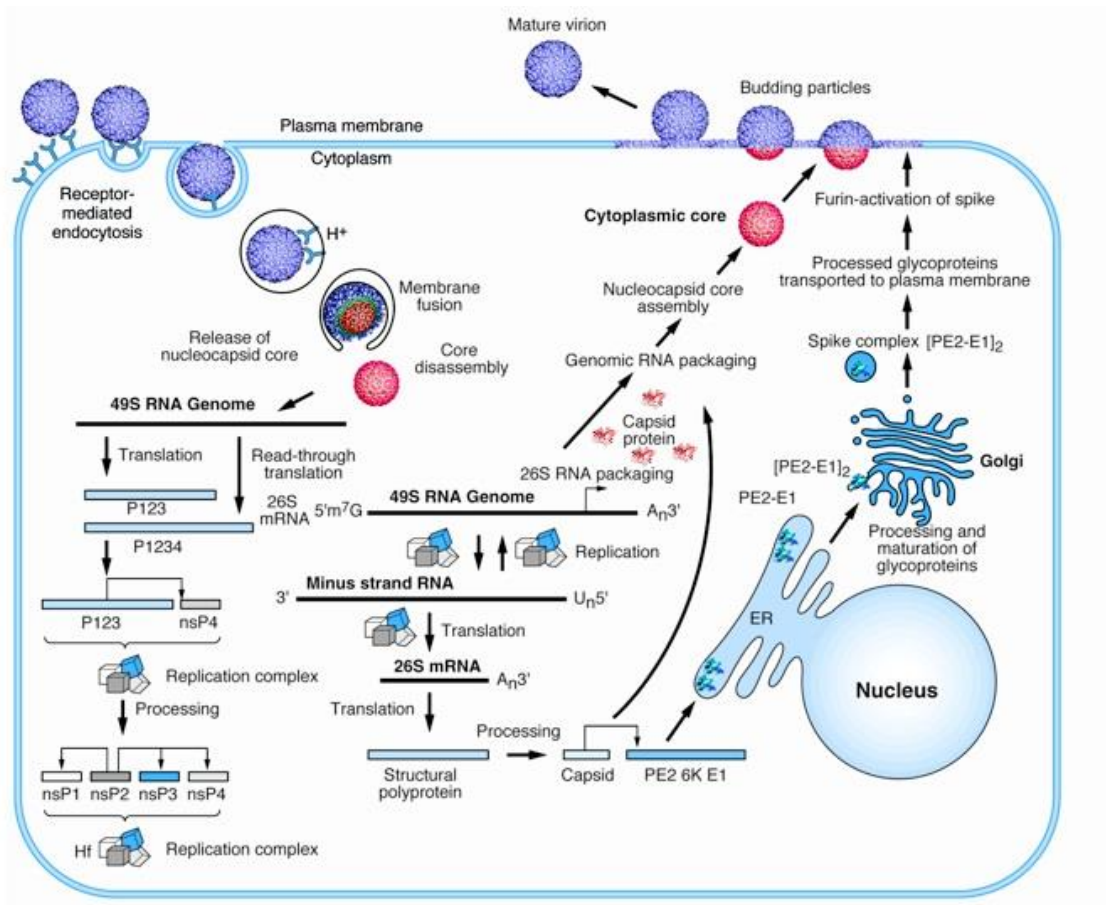 Mature virion
Budding particles
Plasma membrane
Cytoplasm
Receptor-
mediated
endocytosis
H+
Membrane
fusion
Release of
nucleocapsid core
Core
disassembly
49S RNA Genome
Translation
Read-through
translation
P123
P1234
P123
nsP4
Replication complex
Processing
nsP1 nsP2 nsP3 nsP4
Hf
Replication complex
Cytoplasmic core
Nucleocapsid core
assembly
Genomic RNA packaging
Capsid
protein
26S RNA packaging
26S
mRNA
5'm7G
49S RNA Genome
An3'
Replication
Minus strand RNA
3'
Un5'
Translation
26S mRNA
An3'
Translation
Structural
polyprotein
Processing
Capsid
PE2 6K E1
Furin-activation of spike
Processed glycoproteins
transported to plasma membrane
Spike complex [PE2-E1]2
Golgi
[PE2-E1]2
PE2-E1
Processing and
maturation of
glycoproteins
ER
Nucleus